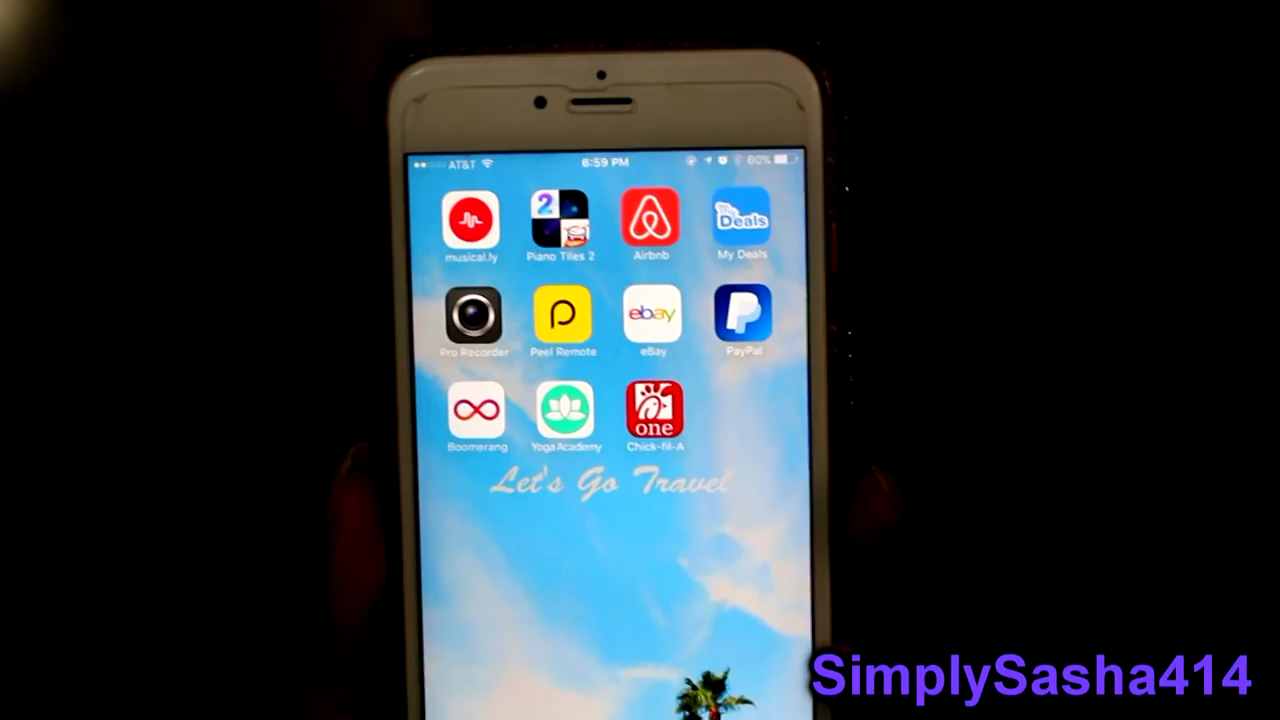 AT&T 6:59 PM 60%
2
My Deals
musical.ly Piano Tiles 2 Airbnb My Deals
ebay
Pro Recorder Peel Remote eBay PayPal
one
Boomerang Yoga Academy Chick-fil-A
Let's Go Travel
SimplySasha414